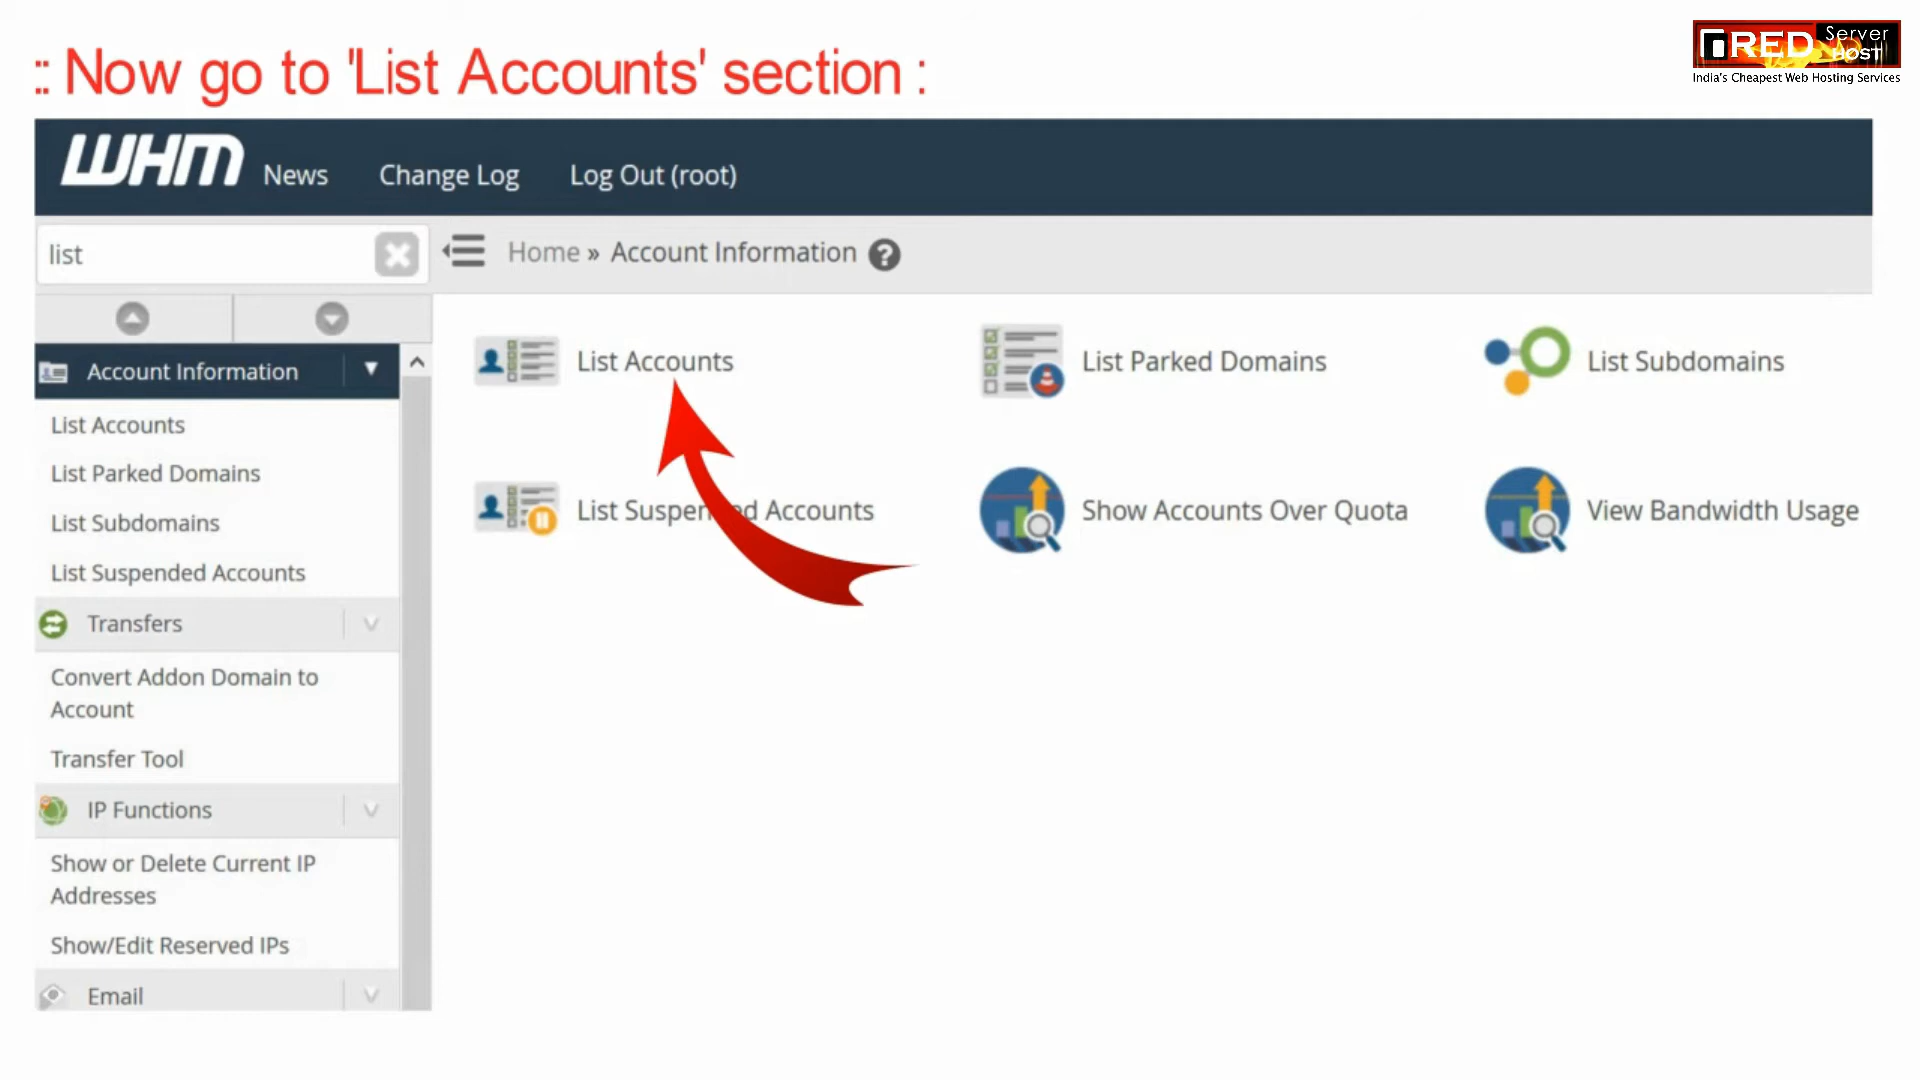 :: Now go to 'List Accounts' section :
RED Server HOST
India's Cheapest Web Hosting Services
WHM News Change Log Log Out (root)
list
Home » Account Information ?
Account Information
List Accounts
List Parked Domains
List Subdomains
List Suspended Accounts
Transfers
Convert Addon Domain to
Account
Transfer Tool
IP Functions
Show or Delete Current IP
Addresses
Show/Edit Reserved IPs
Email
List Accounts
List Parked Domains
List Subdomains
List Suspended Accounts
Show Accounts Over Quota
View Bandwidth Usage